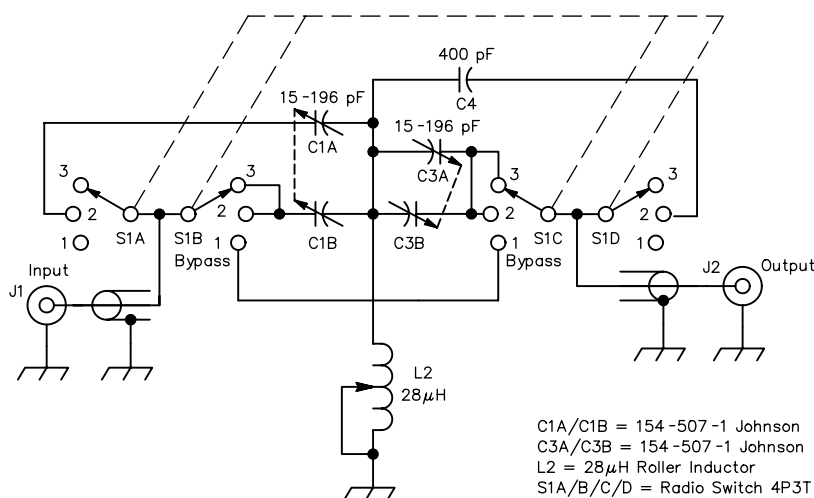 400 pF
C4
15-196 pF
C1A
15-196 pF
C3A
3
2
1
S1A
S1B
3
2
1
Bypass
C1B
C3B
3
2
1
S1C
Bypass
S1D
3
2
1
Input
J1
J2
Output
L2
28µH
C1A/C1B = 154-507-1 Johnson
C3A/C3B = 154-507-1 Johnson
L2 = 28µH Roller Inductor
S1A/B/C/D = Radio Switch 4P3T